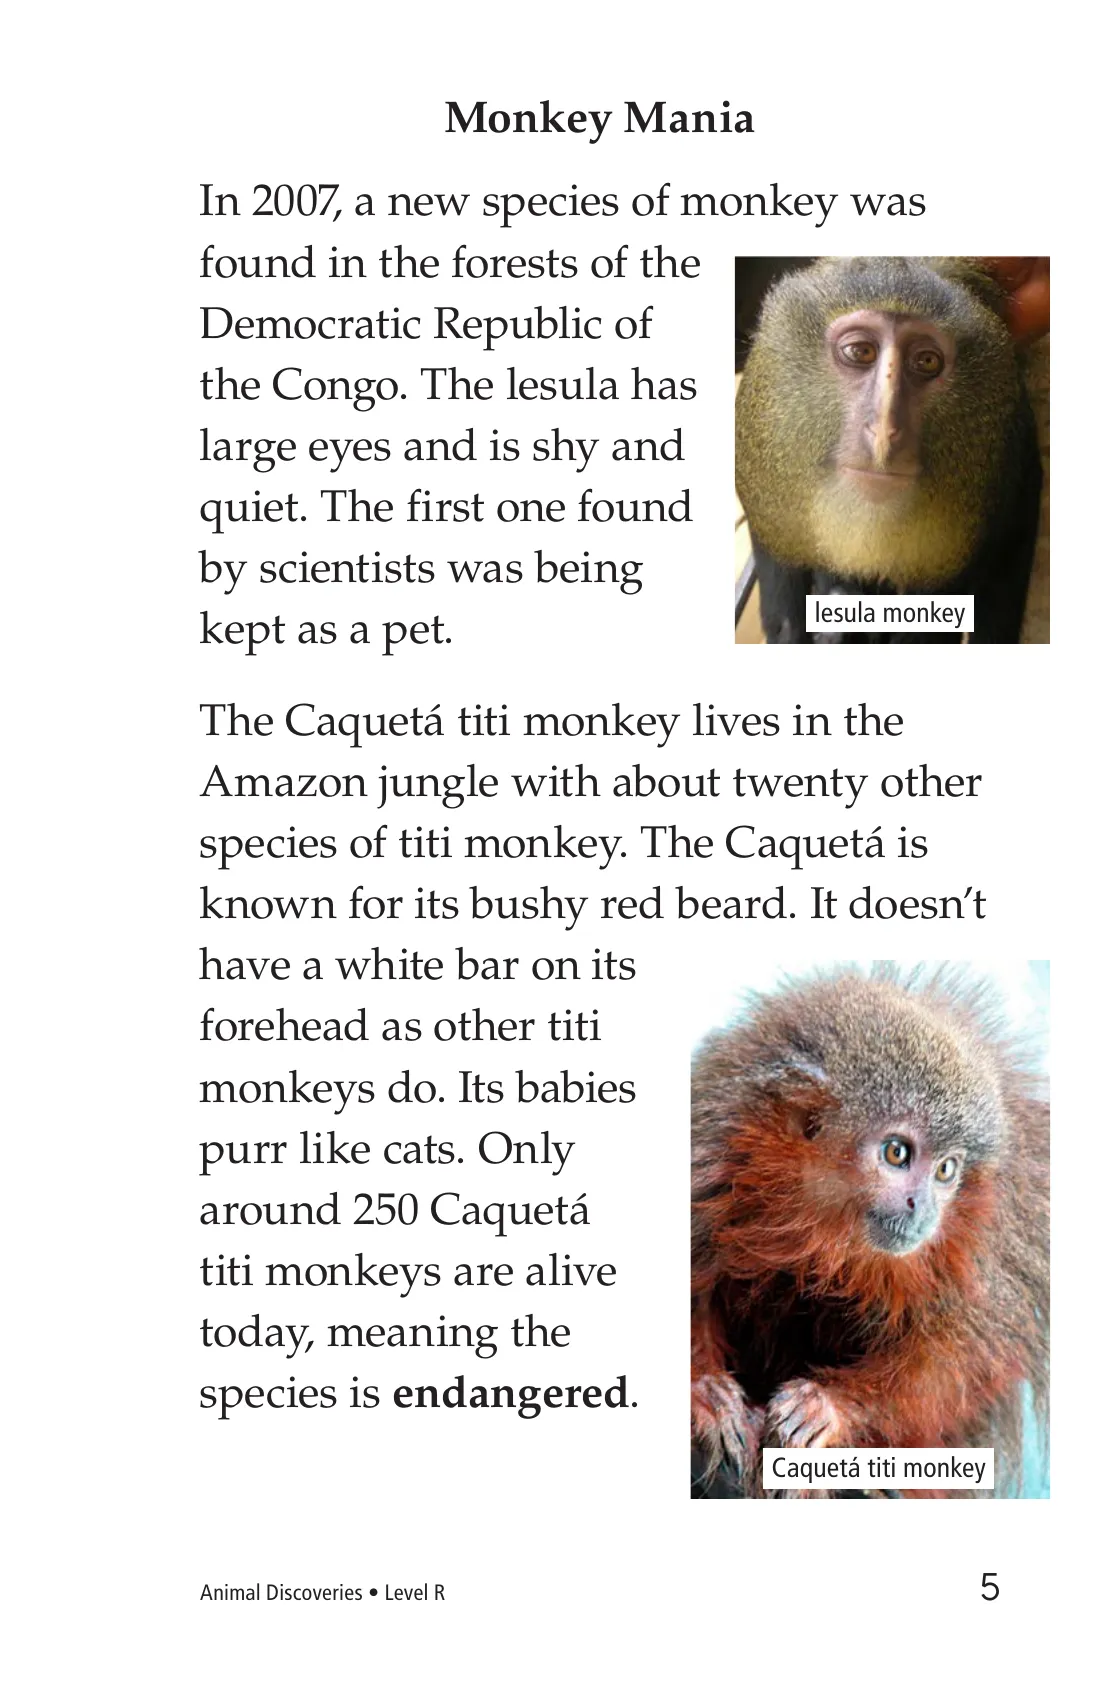 Monkey Mania
In 2007, a new species of monkey was
found in the forests of the
Democratic Republic of
the Congo. The lesula has
large eyes and is shy and
quiet. The first one found
by scientists was being
kept as a pet.
lesula monkey
The Caquetá titi monkey lives in the
Amazon jungle with about twenty other
species of titi monkey. The Caquetá is
known for its bushy red beard. It doesn’t
have a white bar on its
forehead as other titi
monkeys do. Its babies
purr like cats. Only
around 250 Caquetá
titi monkeys are alive
today, meaning the
species is endangered.
Caquetá titi monkey
Animal Discoveries • Level R
5